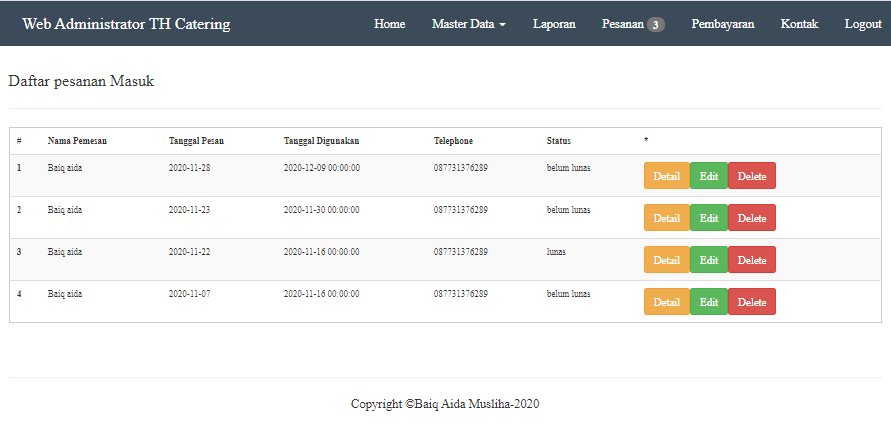 Web Administrator TH Catering Home Master Data Laporan Pesanan 3 Pembayaran Kontak Logout
Daftar pesanan Masuk
# Nama Pemesan Tanggal Pesan Tanggal Digunakan Telephone Status *
1 Baiq aida 2020-11-28 2020-12-09 00:00:00 087731376289 belum lunas Detail Edit Delete
2 Baiq aida 2020-11-23 2020-11-30 00:00:00 087731376289 belum lunas Detail Edit Delete
3 Baiq aida 2020-11-22 2020-11-16 00:00:00 087731376289 lunas Detail Edit Delete
4 Baiq aida 2020-11-07 2020-11-16 00:00:00 087731376289 belum lunas Detail Edit Delete
Copyright ©Baiq Aida Musliha-2020